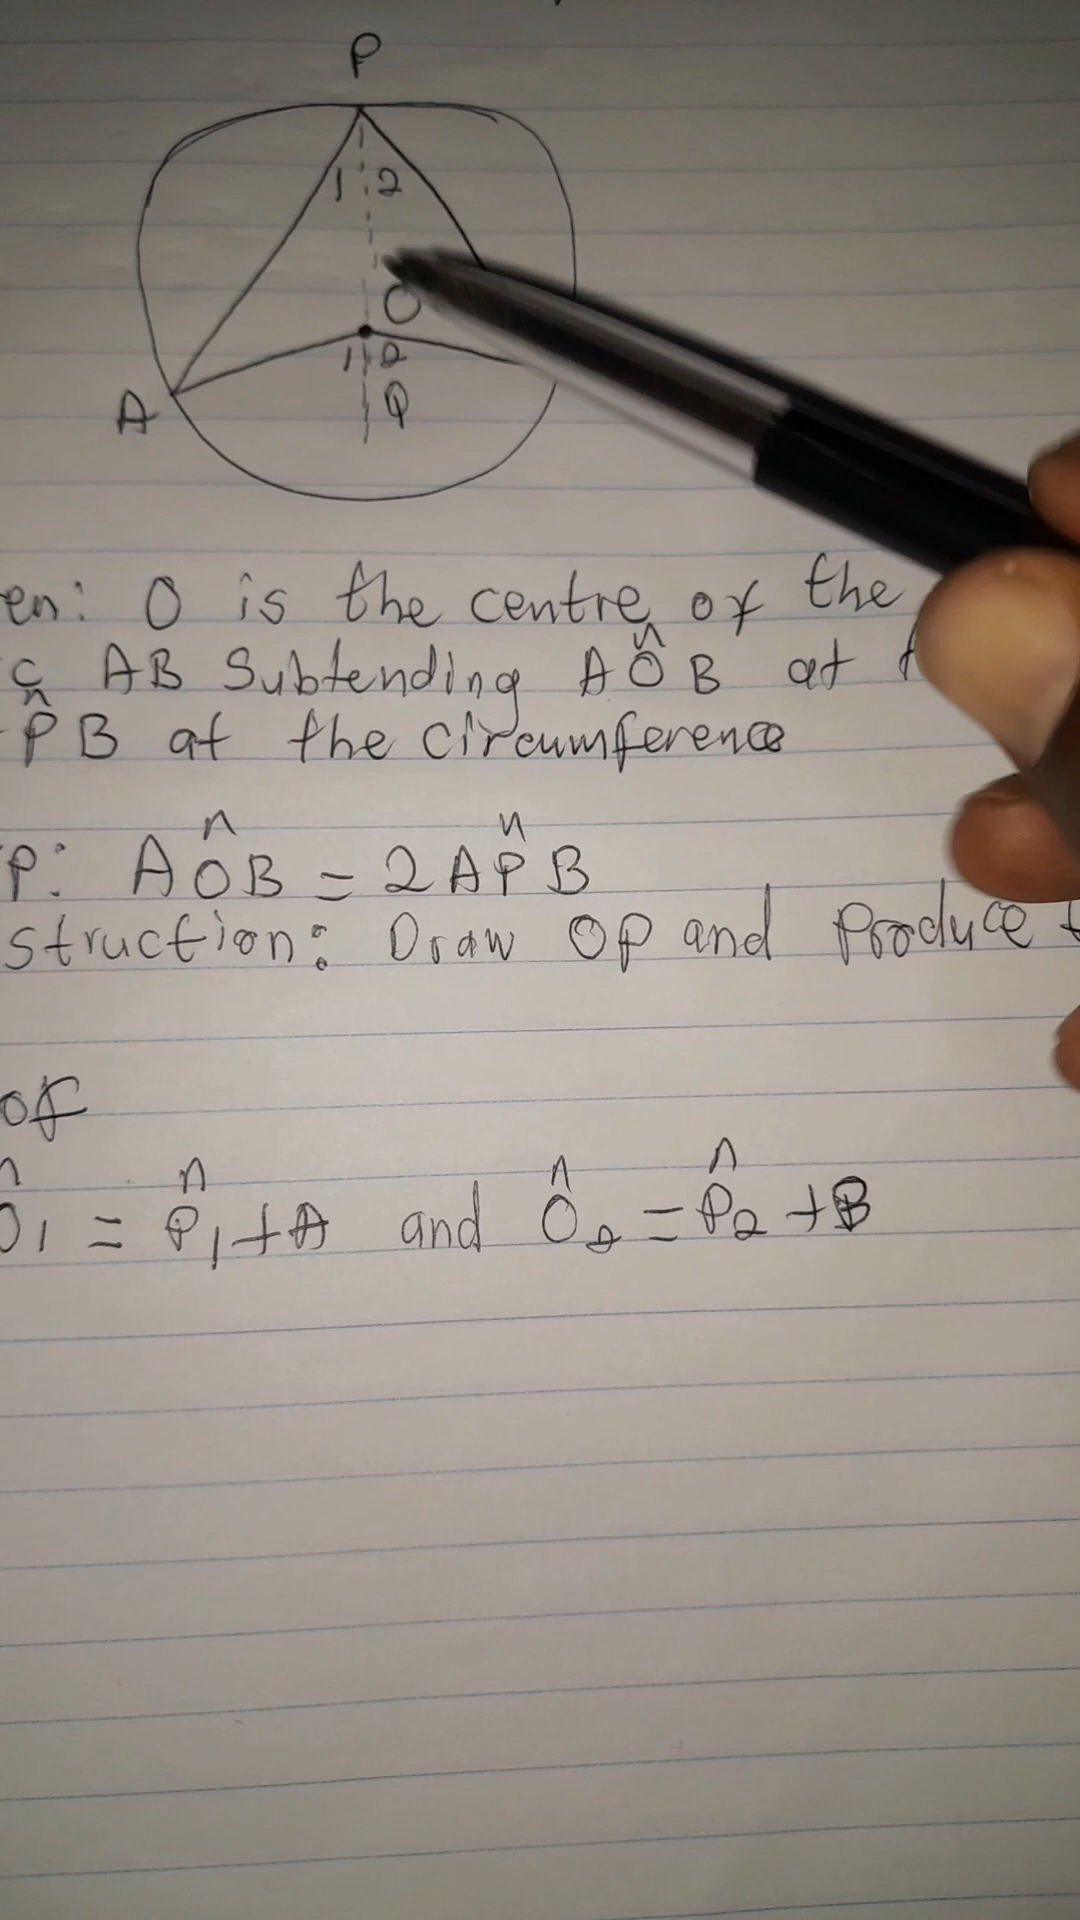 P
1 2
O
1 2
Q
A
en: O is the centre of the
c AB Subtending AÔB at
P̂B at the circumference
P: AÔB = 2AP̂B
struction: Draw OP and Produce t
of
O1 = P̂1+A and Ô2 = P̂2+B